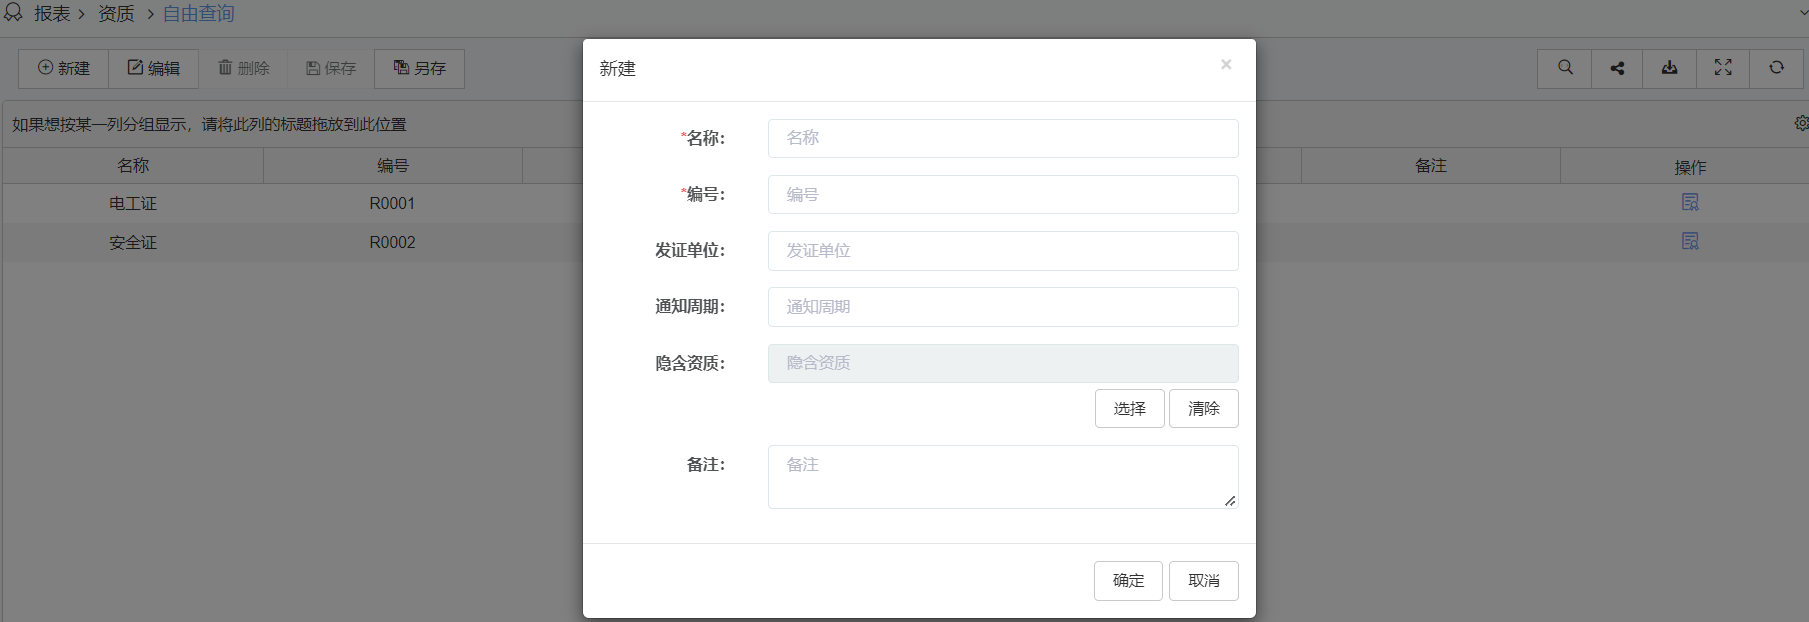 报表 > 资质 > 自由查询
新建 编辑 删除 保存 另存
如果想按某一列分组显示，请将此列的标题拖放到此位置
名称 编号 备注 操作
电工证 R0001
安全证 R0002
新建 ×
*名称： 名称
*编号： 编号
发证单位： 发证单位
通知周期： 通知周期
隐含资质： 隐含资质
选择 清除
备注： 备注
确定 取消